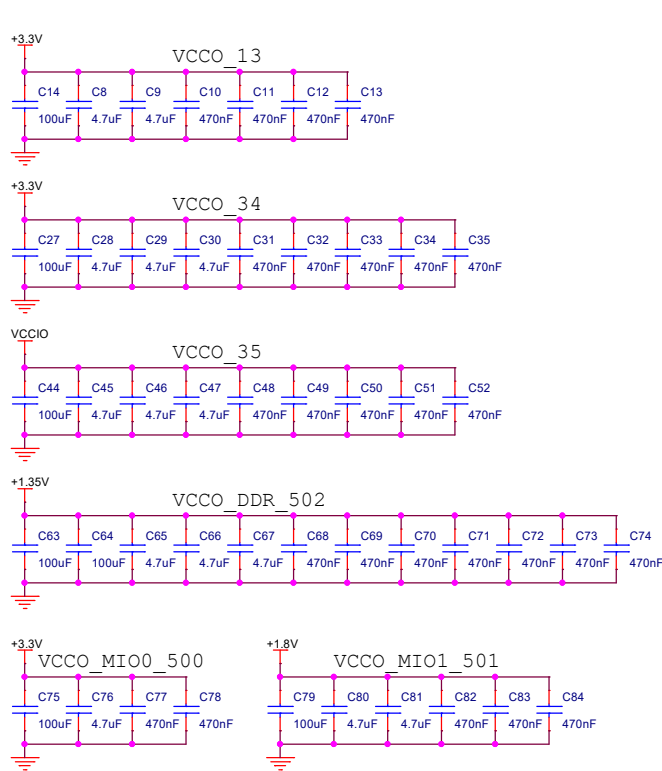 +3.3V
VCCO_13
C14 C8 C9 C10 C11 C12 C13
100uF 4.7uF 4.7uF 470nF 470nF 470nF 470nF
+3.3V
VCCO_34
C27 C28 C29 C30 C31 C32 C33 C34 C35
100uF 4.7uF 4.7uF 4.7uF 470nF 470nF 470nF 470nF 470nF
VCCIO
VCCO_35
C44 C45 C46 C47 C48 C49 C50 C51 C52
100uF 4.7uF 4.7uF 4.7uF 470nF 470nF 470nF 470nF 470nF
+1.35V
VCCO_DDR_502
C63 C64 C65 C66 C67 C68 C69 C70 C71 C72 C73 C74
100uF 100uF 4.7uF 4.7uF 4.7uF 470nF 470nF 470nF 470nF 470nF 470nF 470nF
+3.3V
VCCO_MIO0_500
C75 C76 C77 C78
100uF 4.7uF 470nF 470nF
+1.8V
VCCO_MIO1_501
C79 C80 C81 C82 C83 C84
100uF 4.7uF 4.7uF 470nF 470nF 470nF